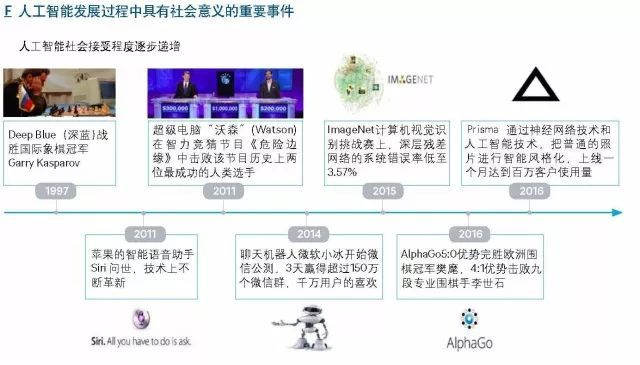 F 人工智能发展过程中具有社会意义的重要事件
人工智能社会接受程度逐步递增
$300,000
$1,000,000
$200,000
IMAGENET
Deep Blue（深蓝）战
胜国际象棋冠军
Garry Kasparov
超级电脑“沃森”(Watson)
在智力竞猜节目《危险边
缘》中击败该节目历史上两
位最成功的人类选手
ImageNet计算机视觉识
别挑战赛上，深层残差
网络的系统错误率低至
3.57%
Prisma 通过神经网络技术和
人工智能技术，把普通的照
片进行智能风格化，上线一
个月达到百万客户使用量
1997
2011
2015
2016
2011
2014
2016
苹果的智能语音助手
Siri 问世，技术上不
断革新
聊天机器人微软小冰开始微
信公测，3天赢得超过150万
个微信群，千万用户的喜欢
AlphaGo5:0优势完胜欧洲围
棋冠军樊麾，4:1优势击败九
段专业围棋手李世石
Siri. All you have to do is ask.
AlphaGo